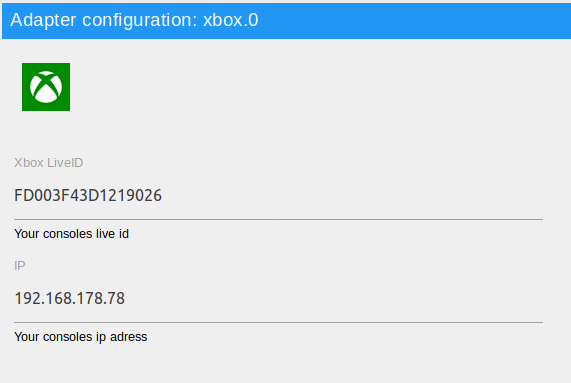 Adapter configuration: xbox.0
Xbox LiveID
FD003F43D1219026
Your consoles live id
IP
192.168.178.78
Your consoles ip adress